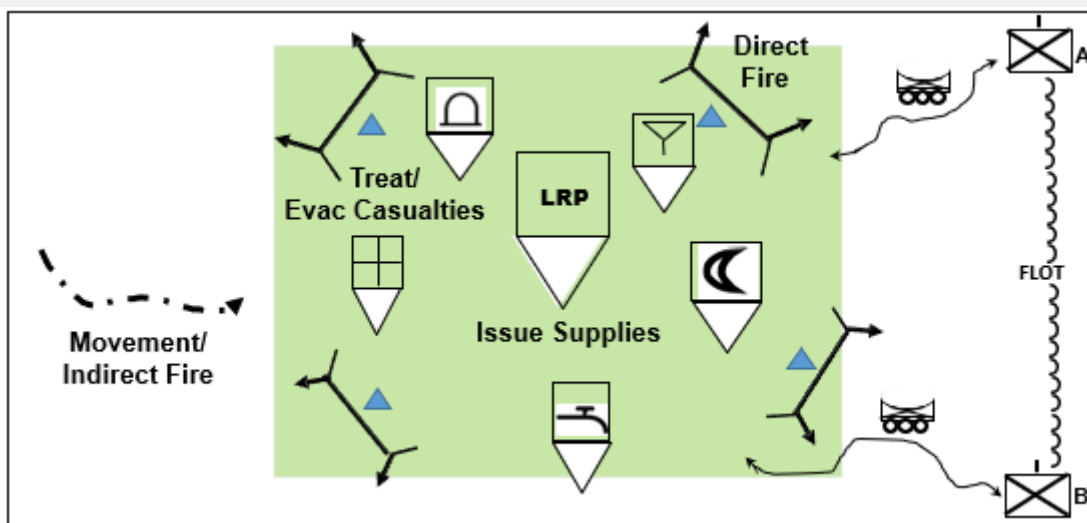 Direct
Fire
A
Treat/
Evac Casualties
LRP
FLOT
Issue Supplies
Movement/
Indirect Fire
B